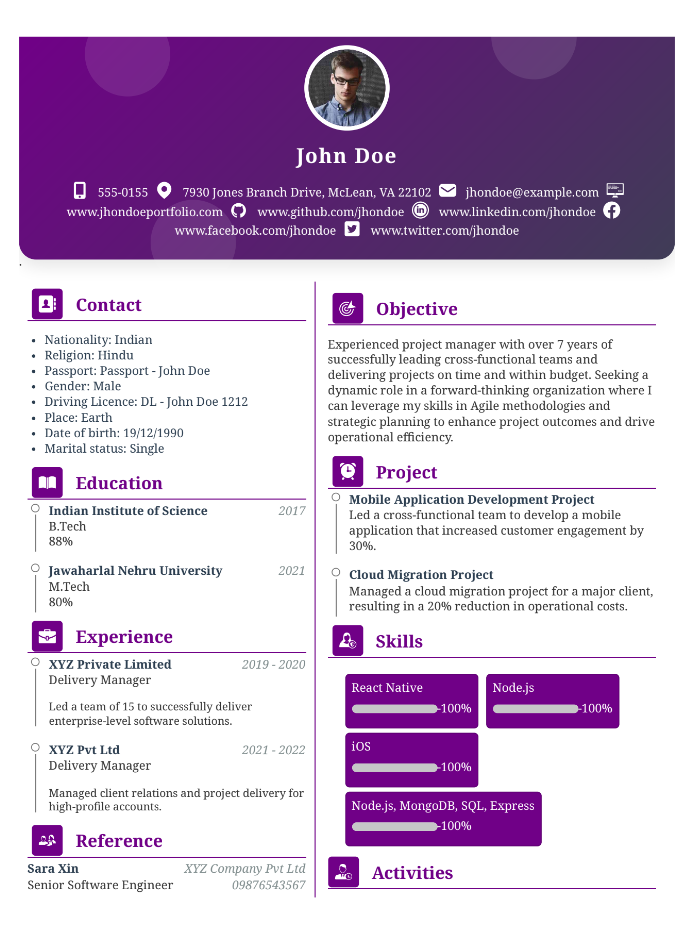 John Doe
555-0155 7930 Jones Branch Drive, McLean, VA 22102 jhondoe@example.com
www.jhondoeportfolio.com www.github.com/jhondoe www.linkedin.com/jhondoe
www.facebook.com/jhondoe www.twitter.com/jhondoe
Contact
• Nationality: Indian
• Religion: Hindu
• Passport: Passport - John Doe
• Gender: Male
• Driving Licence: DL - John Doe 1212
• Place: Earth
• Date of birth: 19/12/1990
• Marital status: Single
Education
Indian Institute of Science 2017
B.Tech
88%
Jawaharlal Nehru University 2021
M.Tech
80%
Experience
XYZ Private Limited 2019 - 2020
Delivery Manager
Led a team of 15 to successfully deliver
enterprise-level software solutions.
XYZ Pvt Ltd 2021 - 2022
Delivery Manager
Managed client relations and project delivery for
high-profile accounts.
Reference
Sara Xin XYZ Company Pvt Ltd
Senior Software Engineer 09876543567
Objective
Experienced project manager with over 7 years of
successfully leading cross-functional teams and
delivering projects on time and within budget. Seeking a
dynamic role in a forward-thinking organization where I
can leverage my skills in Agile methodologies and
strategic planning to enhance project outcomes and drive
operational efficiency.
Project
Mobile Application Development Project
Led a cross-functional team to develop a mobile
application that increased customer engagement by
30%.
Cloud Migration Project
Managed a cloud migration project for a major client,
resulting in a 20% reduction in operational costs.
Skills
React Native Node.js
100% 100%
iOS
100%
Node.js, MongoDB, SQL, Express
100%
Activities